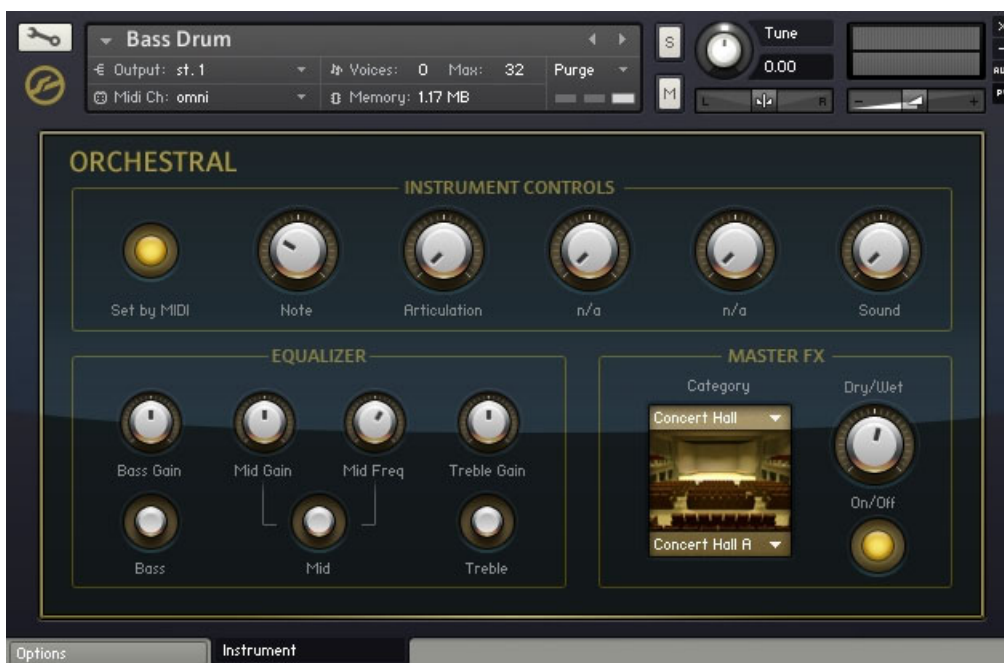 Bass Drum
S
Tune
Output: st. 1
Voices: 0 Max: 32
Purge
0.00
Midi Ch: omni
Memory: 1.17 MB
M
L
R
-
+
ORCHESTRAL
INSTRUMENT CONTROLS
Set by MIDI
Note
Articulation
n/a
n/a
Sound
EQUALIZER
Bass Gain
Mid Gain
Mid Freq
Treble Gain
Bass
Mid
Treble
MASTER FX
Category
Dry/Wet
Concert Hall
Concert Hall A
On/Off
Options
Instrument